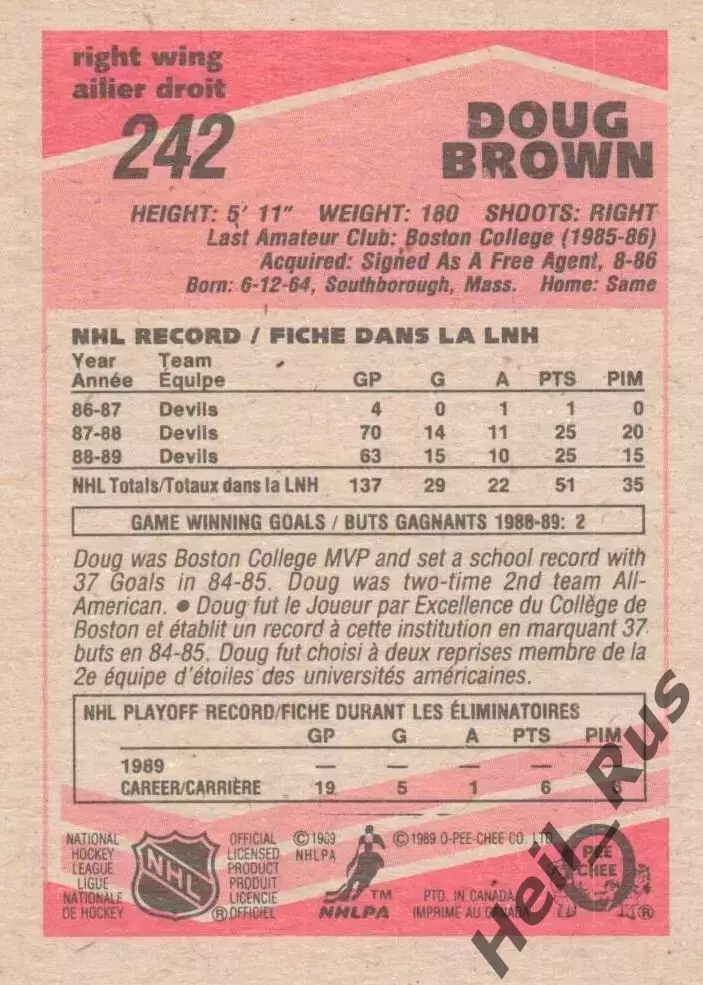 right wing
ailier droit
242
DOUG
BROWN
HEIGHT: 5' 11" WEIGHT: 180 SHOOTS: RIGHT
Last Amateur Club: Boston College (1985-86)
Acquired: Signed As A Free Agent, 8-86
Born: 6-12-64, Southborough, Mass. Home: Same
NHL RECORD / FICHE DANS LA LNH
Year Team
Année Équipe GP G A PTS PIM
86-87 Devils 4 0 1 1 0
87-88 Devils 70 14 11 25 20
88-89 Devils 63 15 10 25 15
NHL Totals/Totaux dans la LNH 137 29 22 51 35
GAME WINNING GOALS / BUTS GAGNANTS 1988-89: 2
Doug was Boston College MVP and set a school record with
37 Goals in 84-85. Doug was two-time 2nd team All-
American. ● Doug fut le Joueur par Excellence du Collège de
Boston et établit un record à cette institution en marquant 37
buts en 84-85. Doug fut choisi à deux reprises membre de la
2e équipe d'étoiles des universités américaines.
NHL PLAYOFF RECORD/FICHE DURANT LES ÉLIMINATOIRES
GP G A PTS PIM
1989 — — — — —
CAREER/CARRIÈRE 19 5 1 6 6
NATIONAL
HOCKEY
LEAGUE
LIGUE
NATIONALE
DE HOCKEY
NHL
®
OFFICIAL
LICENSED
PRODUCT
PRODUIT
LICENCIE
OFFICIEL
© 1989
NHLPA
TM
NHLPA
© 1989 O-PEE-CHEE CO. LTD.
PTD. IN CANADA
IMPRIME AU CANADA
O
PEE
CHEE
®
Heil_Rus